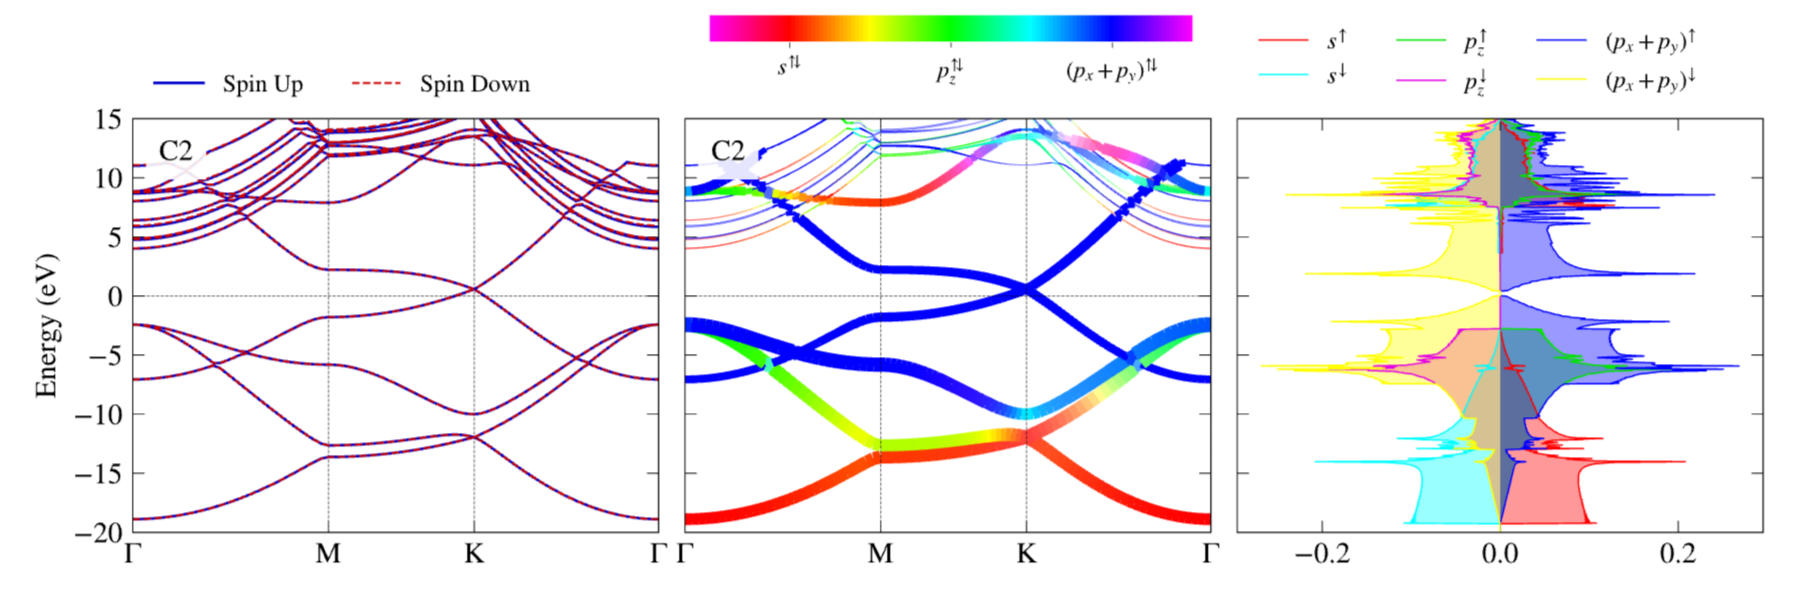 Spin Up Spin Down
s↑⇂ p_z↑⇂ (p_x + p_y)↑⇂
s↑ p_z↑ (p_x + p_y)↑
s↓ p_z↓ (p_x + p_y)↓
Energy (eV)
15
10
5
0
−5
−10
−15
−20
C2
Γ M K Γ
C2
Γ M K Γ
−0.2 0.0 0.2